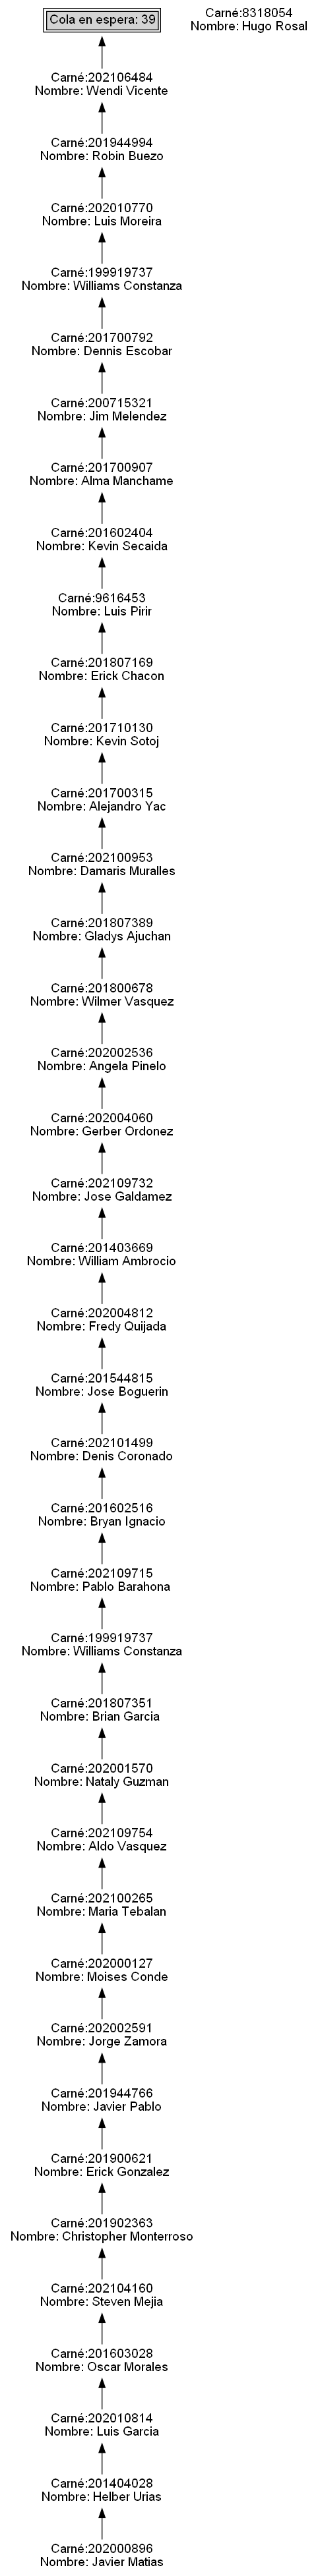 Cola en espera: 39
Carné:8318054
Nombre: Hugo Rosal
Carné:202106484
Nombre: Wendi Vicente
Carné:201944994
Nombre: Robin Buezo
Carné:202010770
Nombre: Luis Moreira
Carné:199919737
Nombre: Williams Constanza
Carné:201700792
Nombre: Dennis Escobar
Carné:200715321
Nombre: Jim Melendez
Carné:201700907
Nombre: Alma Manchame
Carné:201602404
Nombre: Kevin Secaida
Carné:9616453
Nombre: Luis Pirir
Carné:201807169
Nombre: Erick Chacon
Carné:201710130
Nombre: Kevin Sotoj
Carné:201700315
Nombre: Alejandro Yac
Carné:202100953
Nombre: Damaris Muralles
Carné:201807389
Nombre: Gladys Ajuchan
Carné:201800678
Nombre: Wilmer Vasquez
Carné:202002536
Nombre: Angela Pinelo
Carné:202004060
Nombre: Gerber Ordonez
Carné:202109732
Nombre: Jose Galdamez
Carné:201403669
Nombre: William Ambrocio
Carné:202004812
Nombre: Fredy Quijada
Carné:201544815
Nombre: Jose Boguerin
Carné:202101499
Nombre: Denis Coronado
Carné:201602516
Nombre: Bryan Ignacio
Carné:202109715
Nombre: Pablo Barahona
Carné:199919737
Nombre: Williams Constanza
Carné:201807351
Nombre: Brian Garcia
Carné:202001570
Nombre: Nataly Guzman
Carné:202109754
Nombre: Aldo Vasquez
Carné:202100265
Nombre: Maria Tebalan
Carné:202000127
Nombre: Moises Conde
Carné:202002591
Nombre: Jorge Zamora
Carné:201944766
Nombre: Javier Pablo
Carné:201900621
Nombre: Erick Gonzalez
Carné:201902363
Nombre: Christopher Monterroso
Carné:202104160
Nombre: Steven Mejia
Carné:201603028
Nombre: Oscar Morales
Carné:202010814
Nombre: Luis Garcia
Carné:201404028
Nombre: Helber Urias
Carné:202000896
Nombre: Javier Matias